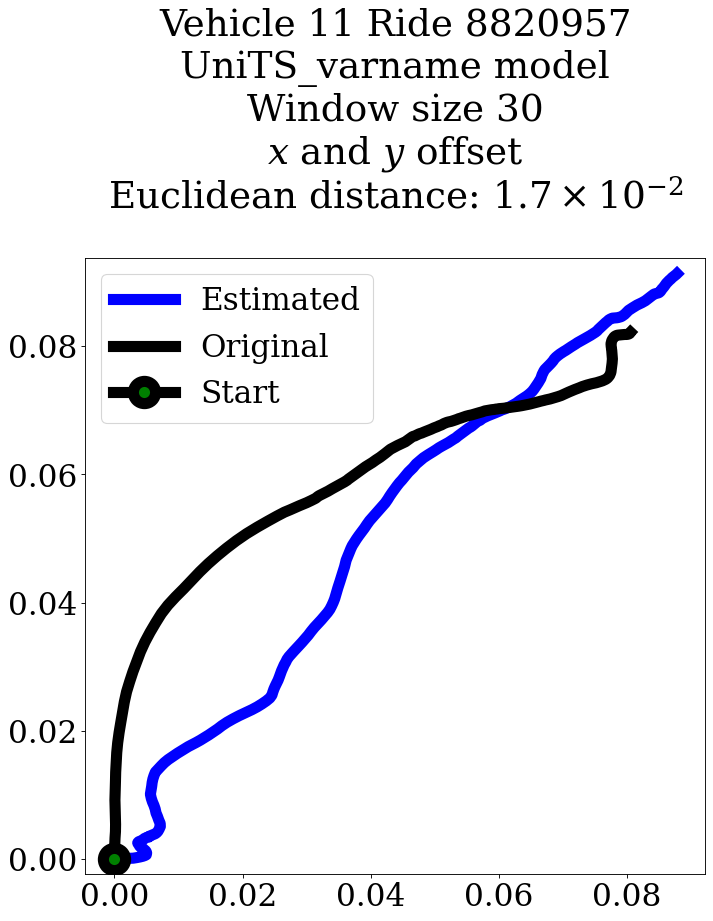 Vehicle 11 Ride 8820957
UniTS_varname model
Window size 30
x and y offset
Euclidean distance: 1.7 × 10⁻²
Estimated
Original
Start
0.08
0.06
0.04
0.02
0.00
0.00 0.02 0.04 0.06 0.08